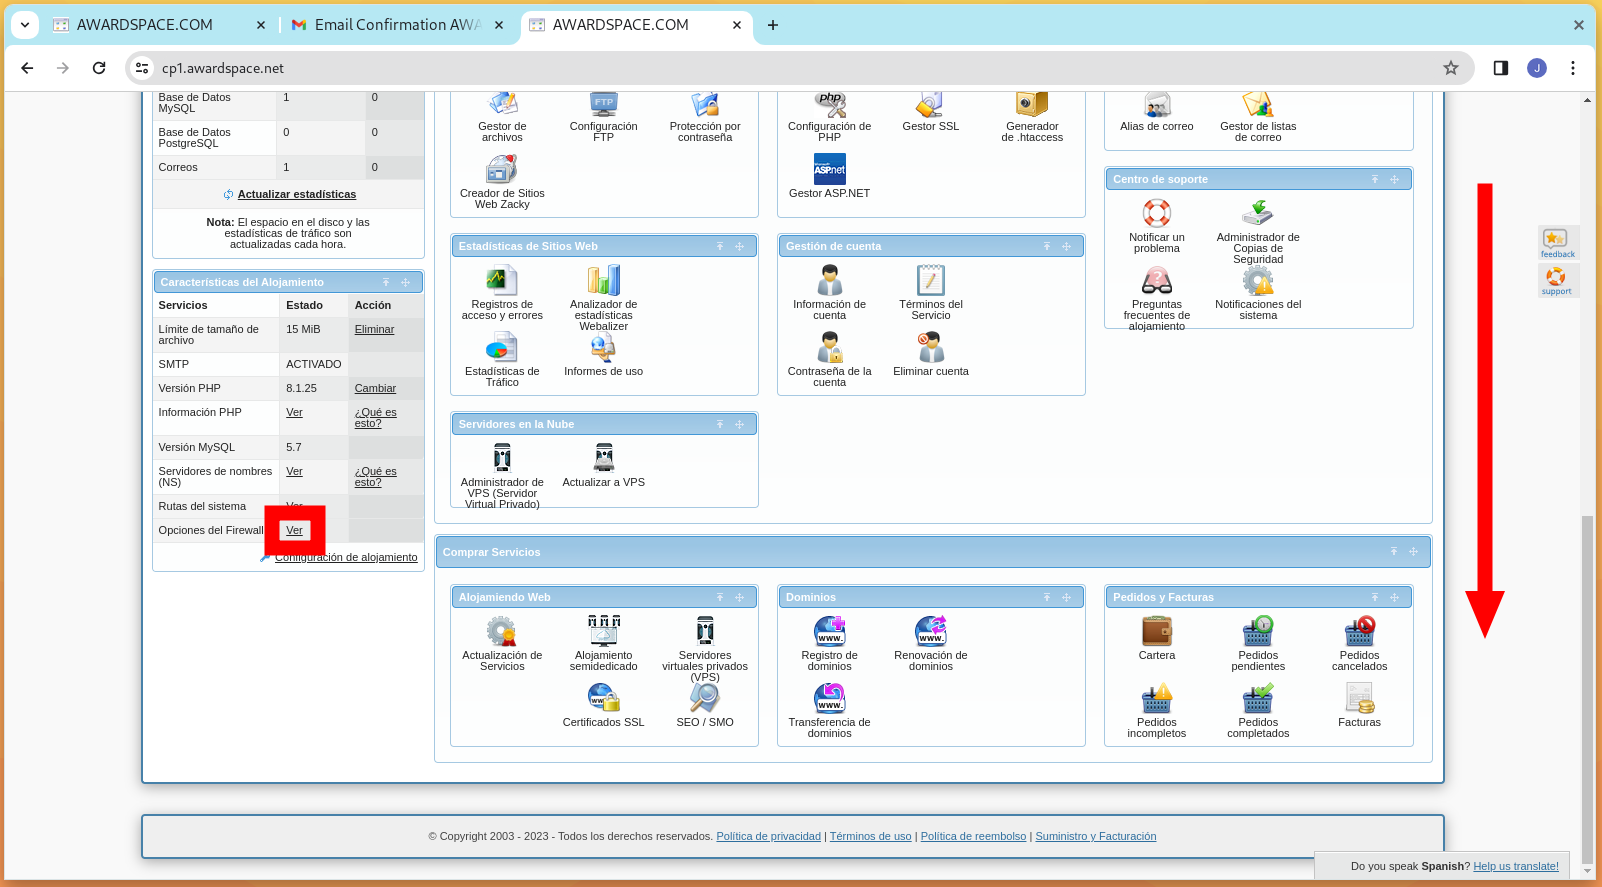 AWARDSPACE.COM
Email Confirmation AWA
AWARDSPACE.COM
cp1.awardspace.net
J
Base de Datos MySQL 1 0
Base de Datos PostgreSQL 0 0
Correos 1 0
Actualizar estadísticas
Nota: El espacio en el disco y las
estadísticas de tráfico son
actualizadas cada hora.
Características del Alojamiento
Servicios Estado Acción
Límite de tamaño de archivo 15 MiB Eliminar
SMTP ACTIVADO
Versión PHP 8.1.25 Cambiar
Información PHP Ver ¿Qué es esto?
Versión MySQL 5.7
Servidores de nombres (NS) Ver ¿Qué es esto?
Rutas del sistema Ver
Opciones del Firewall Ver
Configuración de alojamiento
Gestor de archivos
FTP
Configuración FTP
Protección por contraseña
Creador de Sitios Web Zacky
php
Configuración de PHP
Gestor SSL
Generador de .htaccess
ASP.net
Gestor ASP.NET
Alias de correo
Gestor de listas de correo
Centro de soporte
Notificar un problema
Administrador de Copias de Seguridad
Preguntas frecuentes de alojamiento
Notificaciones del sistema
Estadísticas de Sitios Web
Registros de acceso y errores
Analizador de estadísticas Webalizer
Estadísticas de Tráfico
Informes de uso
Gestión de cuenta
Información de cuenta
Términos del Servicio
Contraseña de la cuenta
Eliminar cuenta
Servidores en la Nube
Administrador de VPS (Servidor Virtual Privado)
Actualizar a VPS
Comprar Servicios
Alojamiendo Web
Actualización de Servicios
Alojamiento semidedicado
Servidores virtuales privados (VPS)
Certificados SSL
SEO / SMO
Dominios
www.
Registro de dominios
www.
Renovación de dominios
www.
Transferencia de dominios
Pedidos y Facturas
Cartera
Pedidos pendientes
Pedidos cancelados
Pedidos incompletos
Pedidos completados
Facturas
feedback
support
© Copyright 2003 - 2023 - Todos los derechos reservados. Política de privacidad | Términos de uso | Política de reembolso | Suministro y Facturación
Do you speak Spanish? Help us translate!